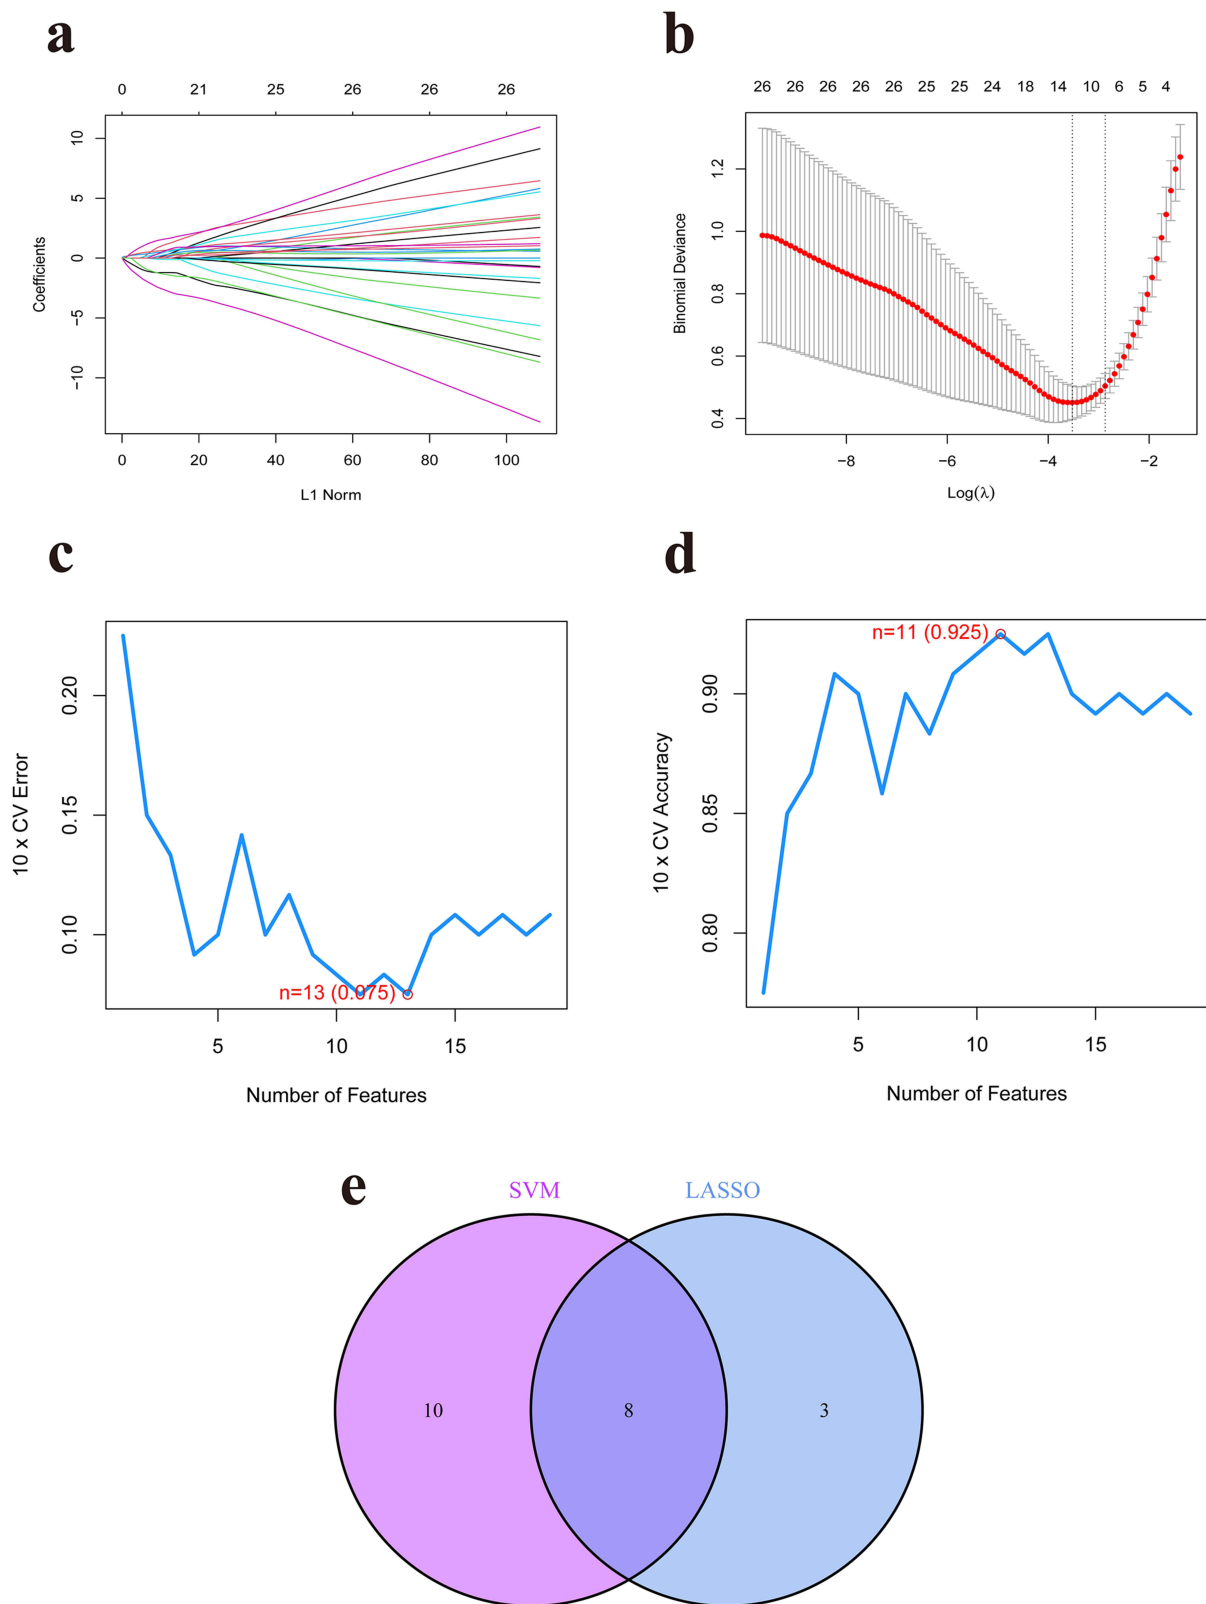 a
0 21 25 26 26 26
10
5
0
−5
−10
Coefficients
0 20 40 60 80 100
L1 Norm
b
26 26 26 26 26 25 25 24 18 14 10 6 5 4
1.2
1.0
0.8
0.6
0.4
Binomial Deviance
−8 −6 −4 −2
Log(λ)
c
0.20
0.15
0.10
10 x CV Error
n=13 (0.075)
5 10 15
Number of Features
d
n=11 (0.925)
0.90
0.85
0.80
10 x CV Accuracy
5 10 15
Number of Features
e
SVM LASSO
10 8 3